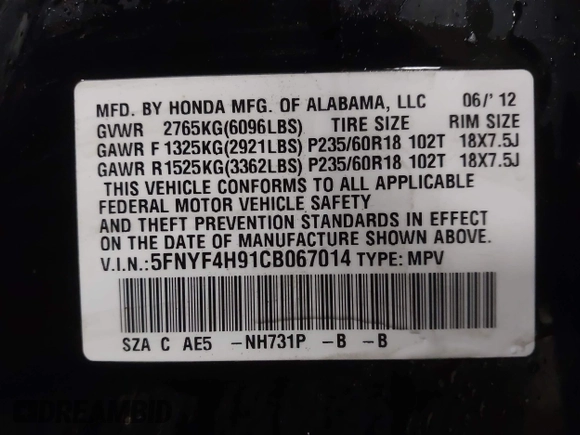 MFD. BY HONDA MFG. OF ALABAMA, LLC 06/' 12
GVWR 2765KG(6096LBS) TIRE SIZE RIM SIZE
GAWR F 1325KG(2921LBS) P235/60R18 102T 18X7.5J
GAWR R1525KG(3362LBS) P235/60R18 102T 18X7.5J
THIS VEHICLE CONFORMS TO ALL APPLICABLE
FEDERAL MOTOR VEHICLE SAFETY
AND THEFT PREVENTION STANDARDS IN EFFECT
ON THE DATE OF MANUFACTURE SHOWN ABOVE.
V.I.N.:5FNYF4H91CB067014 TYPE: MPV
SZA C AE5 -NH731P -B -B
DREAMBID